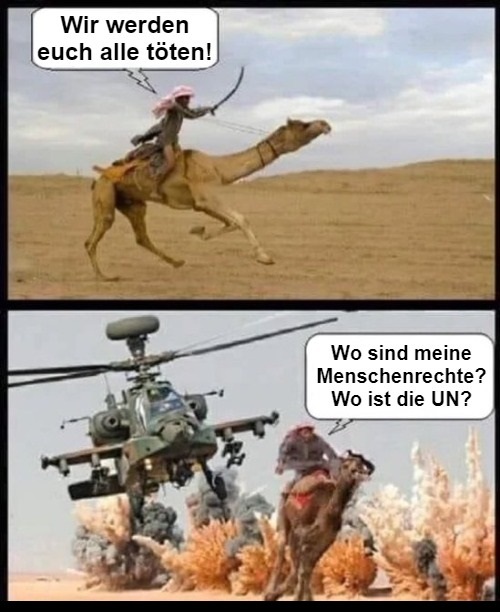 Wir werden
euch alle töten!
Wo sind meine
Menschenrechte?
Wo ist die UN?